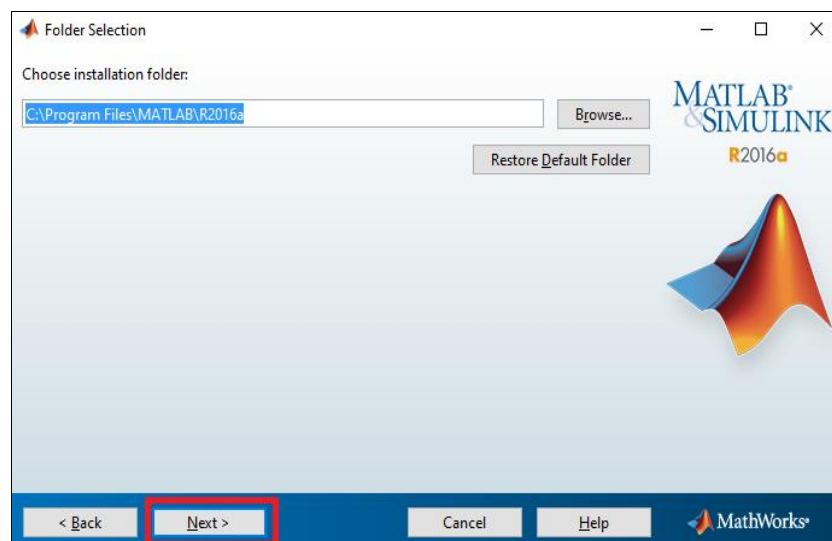 Folder Selection
Choose installation folder:
C:\Program Files\MATLAB\R2016a
Browse...
Restore Default Folder
MATLAB®
&SIMULINK
R2016a
< Back
Next >
Cancel
Help
MathWorks®